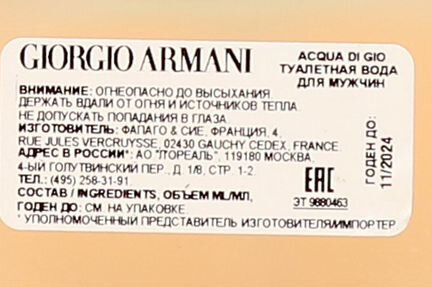 GIORGIO ARMANI
ACQUA DI GIO
ТУАЛЕТНАЯ ВОДА
ДЛЯ МУЖЧИН
ВНИМАНИЕ: ОГНЕОПАСНО ДО ВЫСЫХАНИЯ.
ДЕРЖАТЬ ВДАЛИ ОТ ОГНЯ И ИСТОЧНИКОВ ТЕПЛА.
НЕ ДОПУСКАТЬ ПОПАДАНИЯ В ГЛАЗА.
ИЗГОТОВИТЕЛЬ: ФАПАГО & СИЕ, ФРАНЦИЯ, 4,
RUE JULES VERCRUYSSE, 02430 GAUCHY CEDEX, FRANCE
АДРЕС В РОССИИ*: АО "ЛОРЕАЛЬ", 119180 МОСКВА,
4-ЫЙ ГОЛУТВИНСКИЙ ПЕР., Д. 1/8, СТР. 1-2
ТЕЛ.: (495) 258-31-91
СОСТАВ / INGREDIENTS, ОБЪЕМ МL/МЛ,
ГОДЕН ДО: СМ. НА УПАКОВКЕ.
* УПОЛНОМОЧЕННЫЙ ПРЕДСТАВИТЕЛЬ ИЗГОТОВИТЕЛЯ/ИМПОРТЕР
EAC
ЭТ 9880463
ГОДЕН ДО:
11/2024